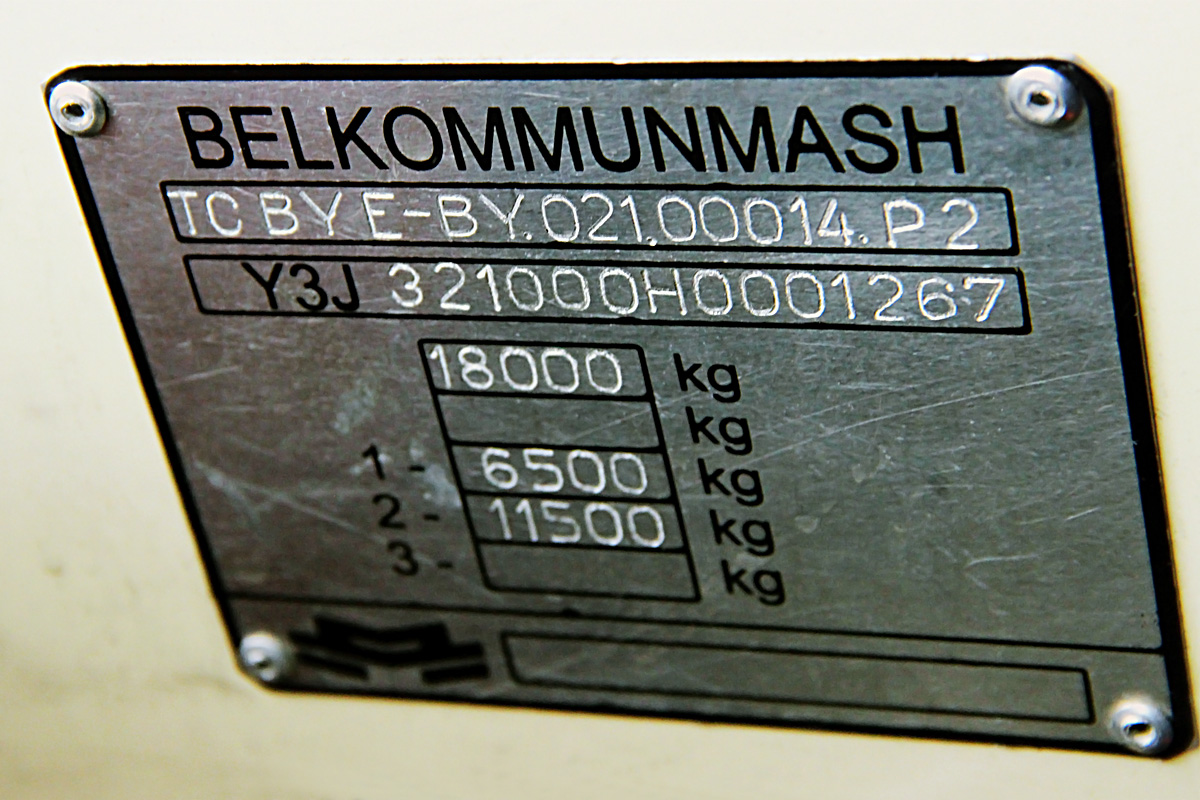 BELKOMMUNMASH
TC BY E-BY.021.00014.P2
Y3J 321000H0001267
18000 kg
kg
1 - 6500 kg
2 - 11500 kg
3 - kg